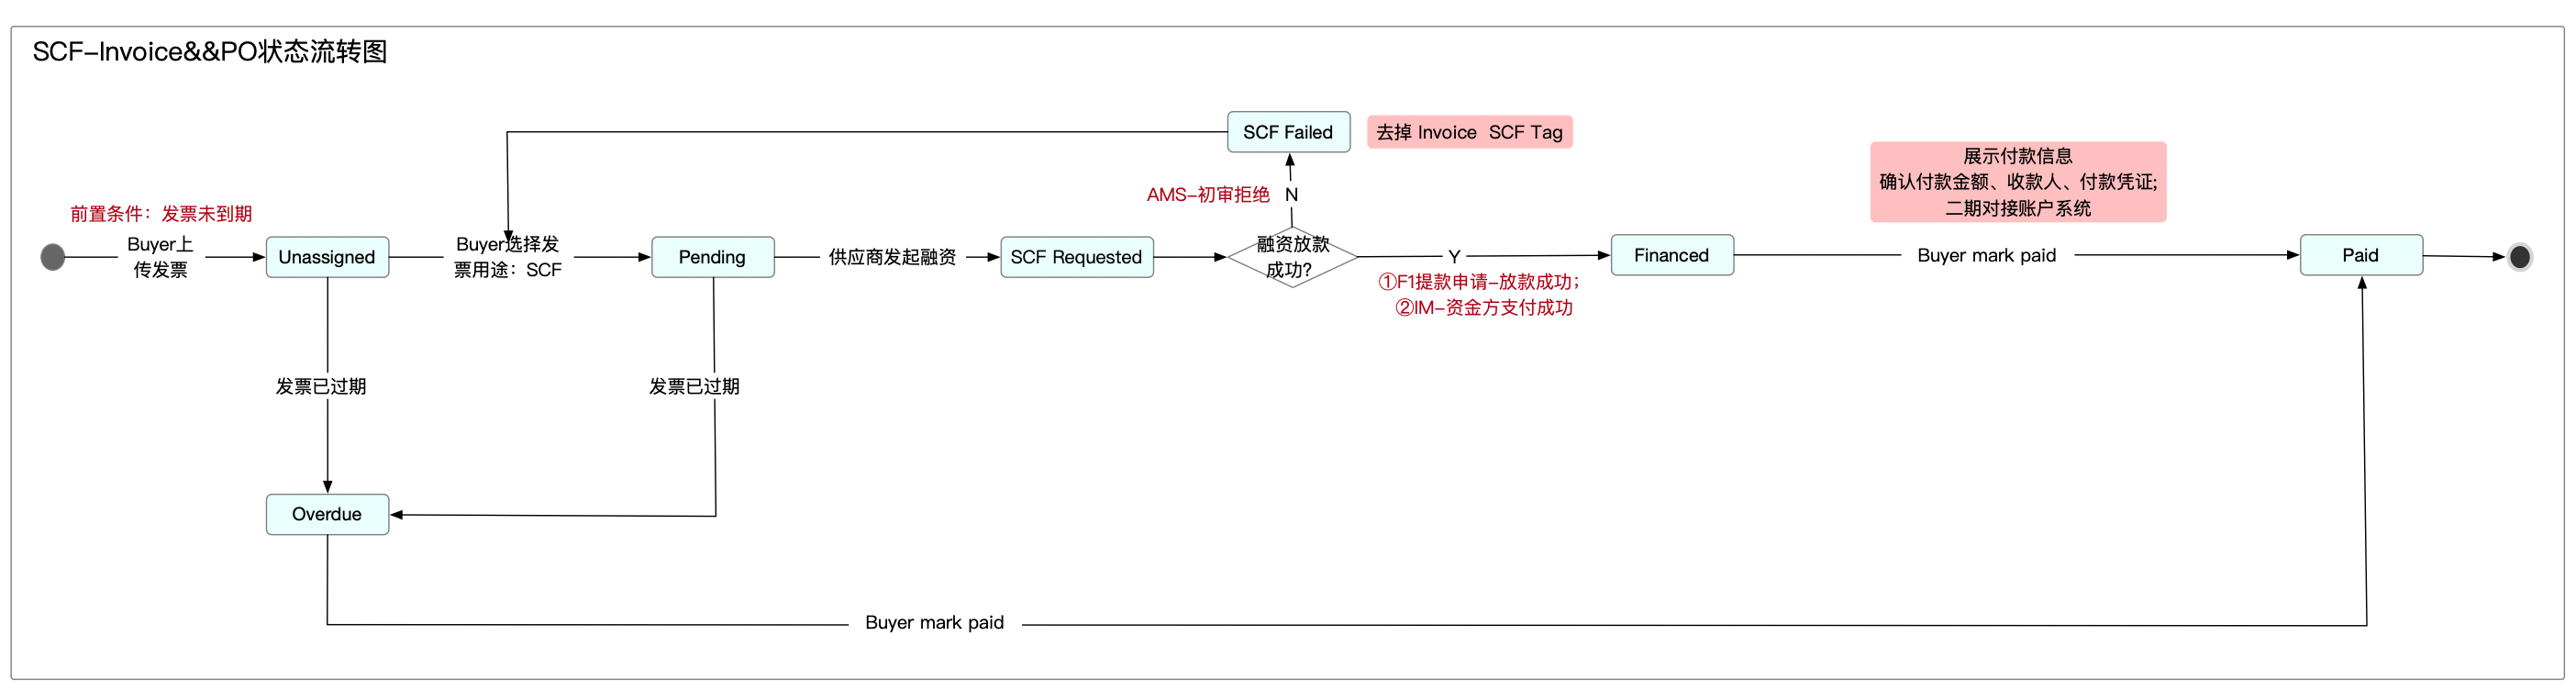 SCF-Invoice&&PO状态流转图
SCF Failed
去掉 Invoice  SCF Tag
展示付款信息
确认付款金额、收款人、付款凭证;
二期对接账户系统
AMS-初审拒绝
N
前置条件：发票未到期
Buyer上
传发票
Unassigned
Buyer选择发
票用途：SCF
Pending
供应商发起融资
SCF Requested
融资放款
成功?
Y
①F1提款申请-放款成功；
②IM-资金方支付成功
Financed
Buyer mark paid
Paid
发票已过期
发票已过期
Overdue
Buyer mark paid